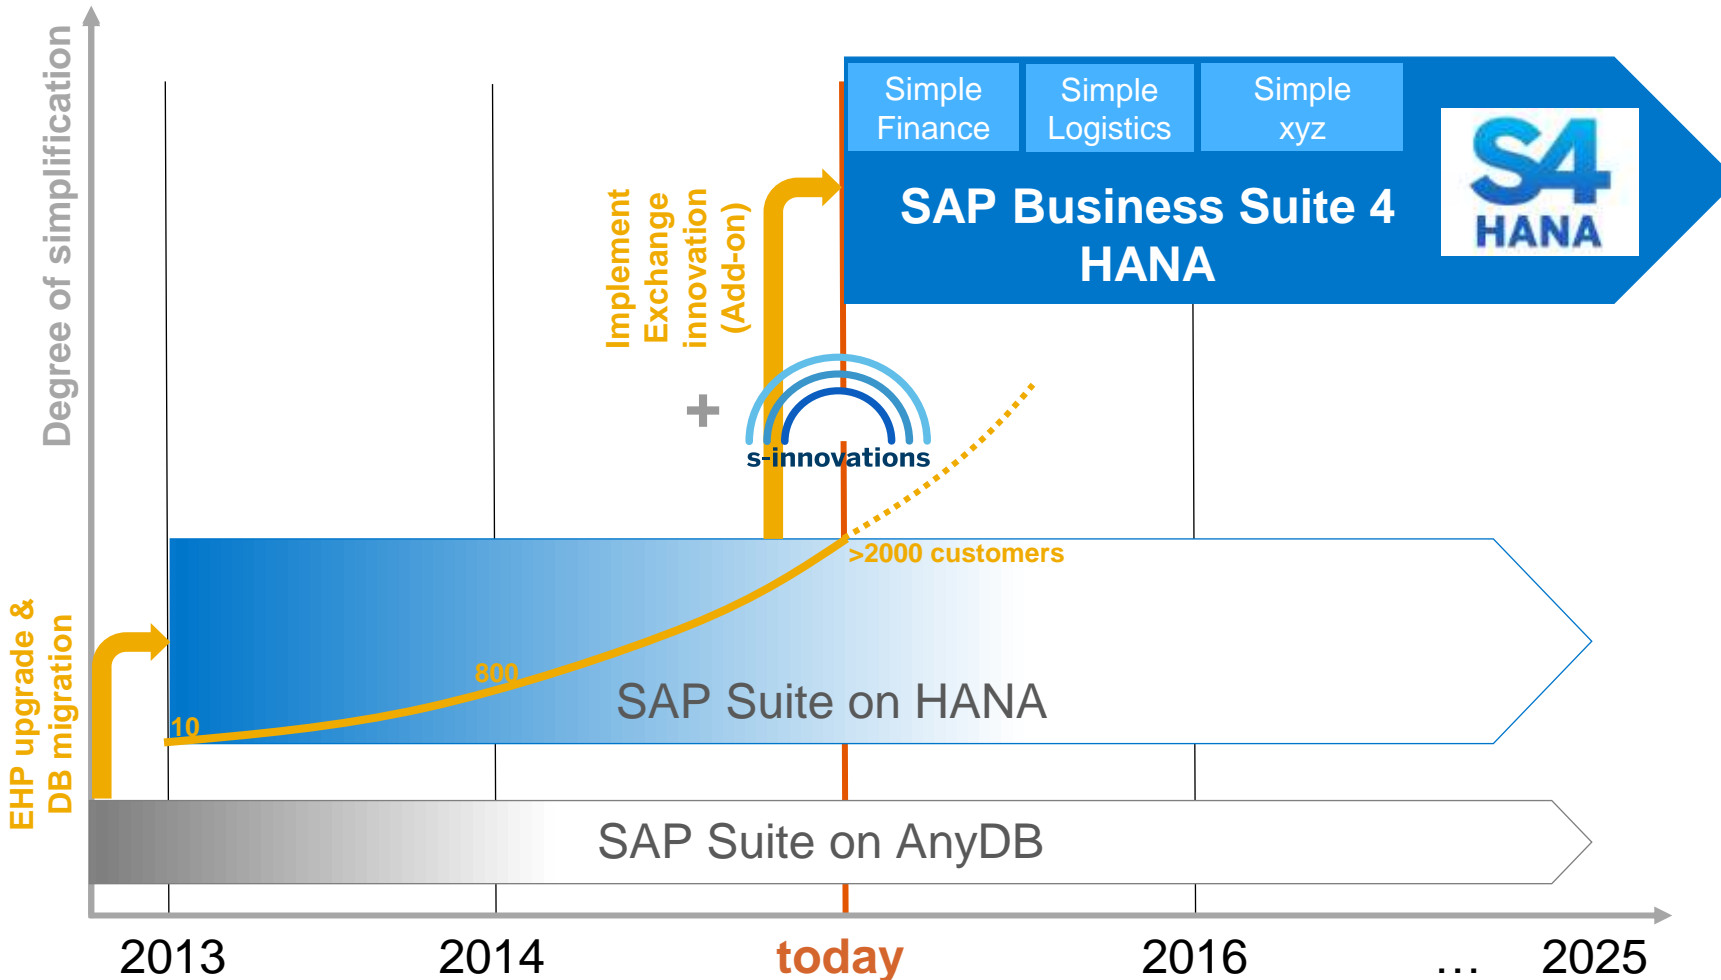 Degree of simplification
Simple
Finance
Simple
Logistics
Simple
xyz
SAP Business Suite 4
HANA
S4
HANA
Implement
Exchange
innovation
(Add-on)
+
s-innovations
>2000 customers
800
10
SAP Suite on HANA
EHP upgrade &
DB migration
SAP Suite on AnyDB
2013
2014
today
2016
...
2025